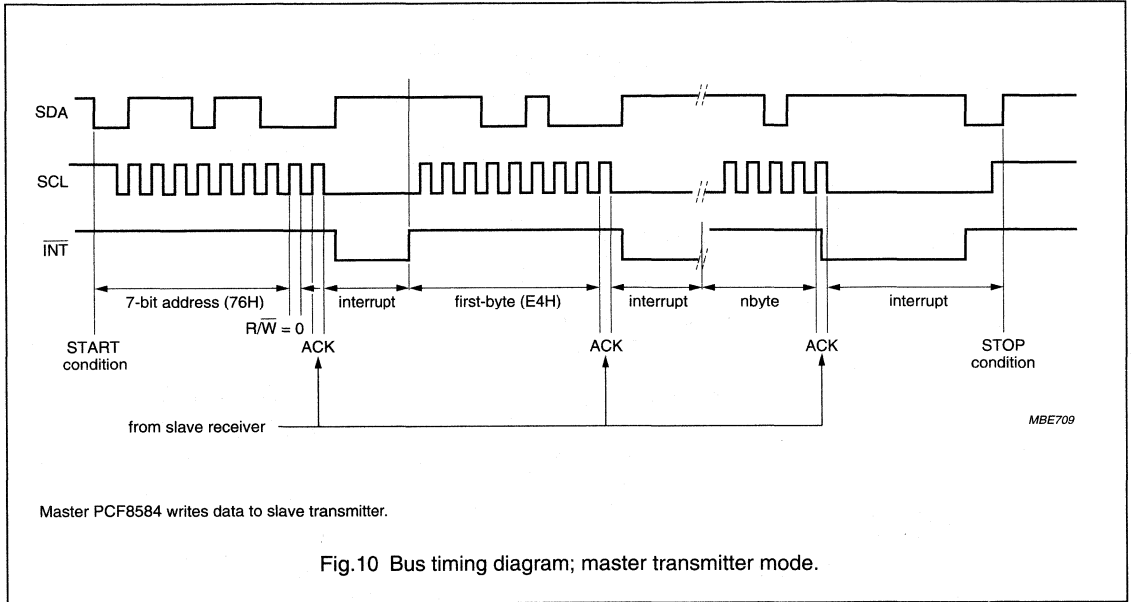 SDA
SCL
INT
7-bit address (76H)
interrupt
first-byte (E4H)
interrupt
nbyte
interrupt
R/W = 0
START
condition
ACK
ACK
ACK
STOP
condition
from slave receiver
MBE709
Master PCF8584 writes data to slave transmitter.
Fig.10 Bus timing diagram; master transmitter mode.